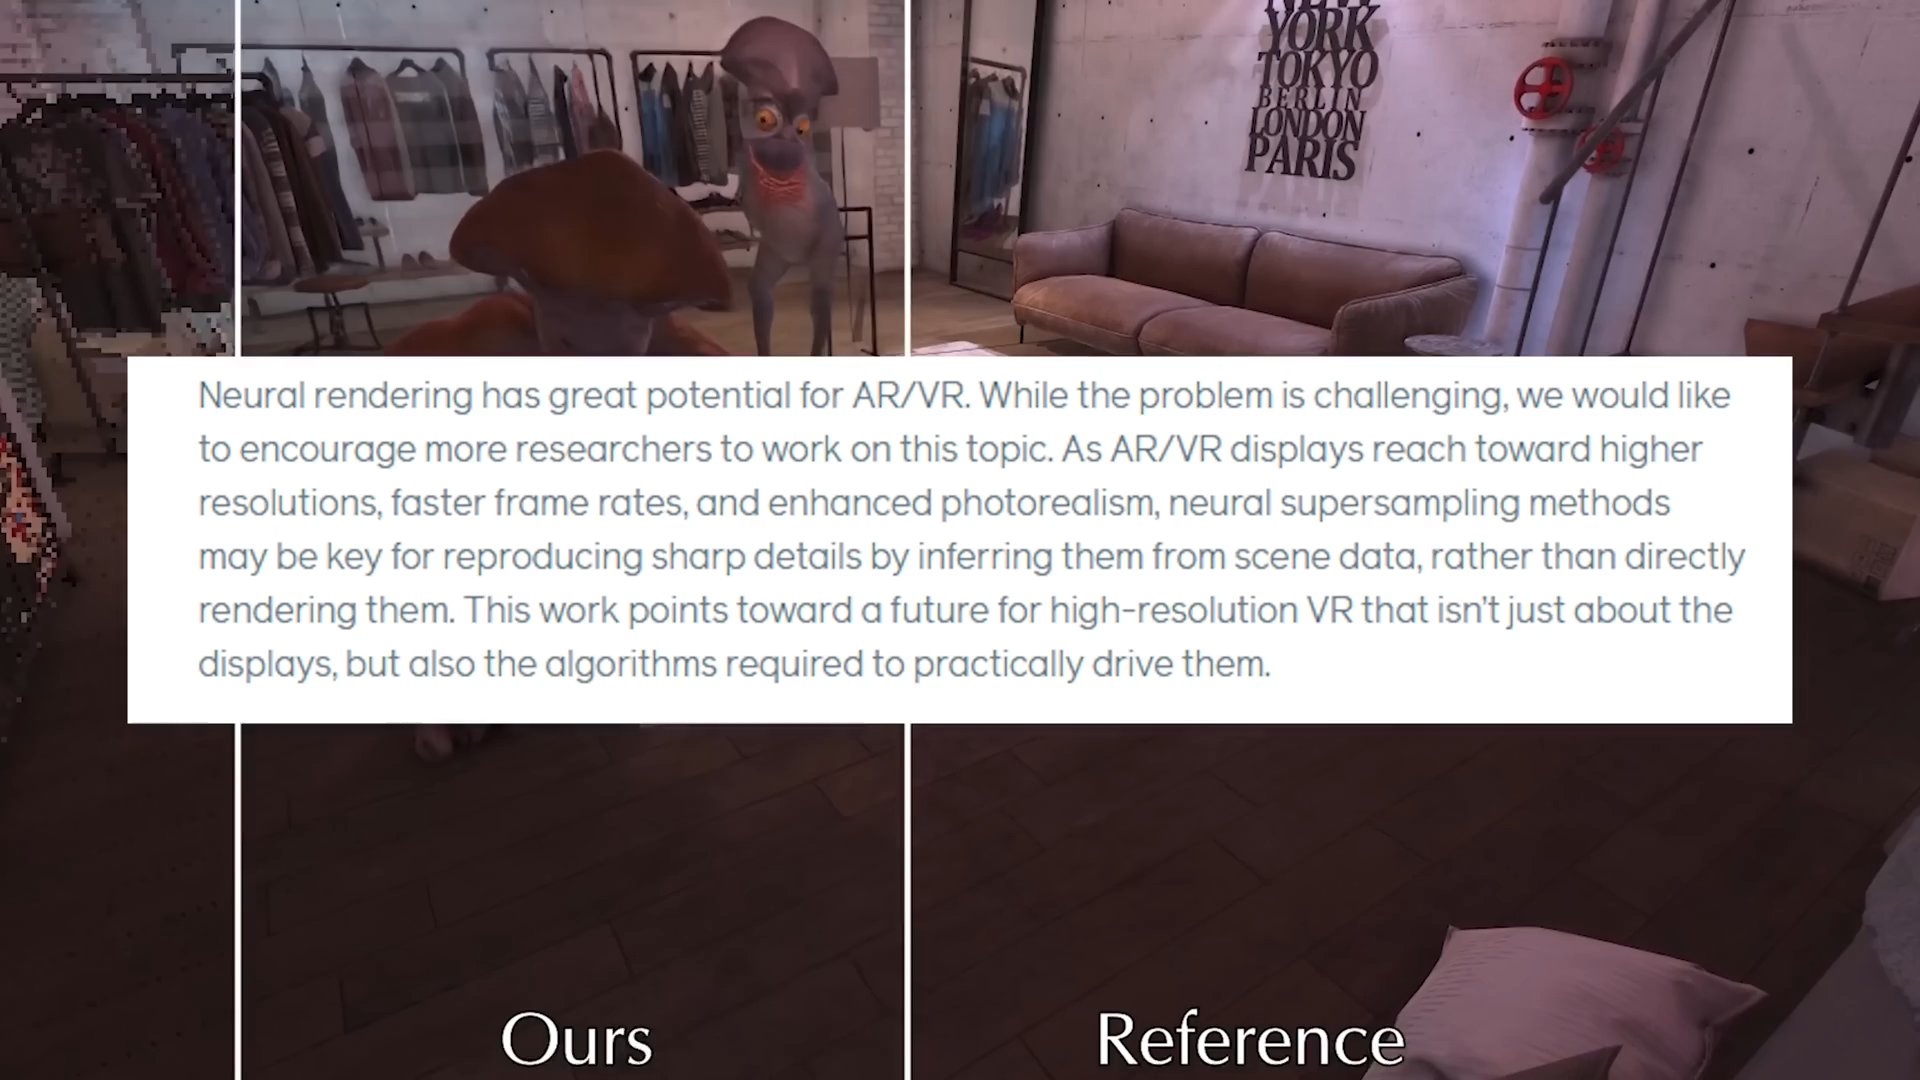 NEW
YORK
TOKYO
BERLIN
LONDON
PARIS
Neural rendering has great potential for AR/VR. While the problem is challenging, we would like
to encourage more researchers to work on this topic. As AR/VR displays reach toward higher
resolutions, faster frame rates, and enhanced photorealism, neural supersampling methods
may be key for reproducing sharp details by inferring them from scene data, rather than directly
rendering them. This work points toward a future for high-resolution VR that isn't just about the
displays, but also the algorithms required to practically drive them.
Ours
Reference